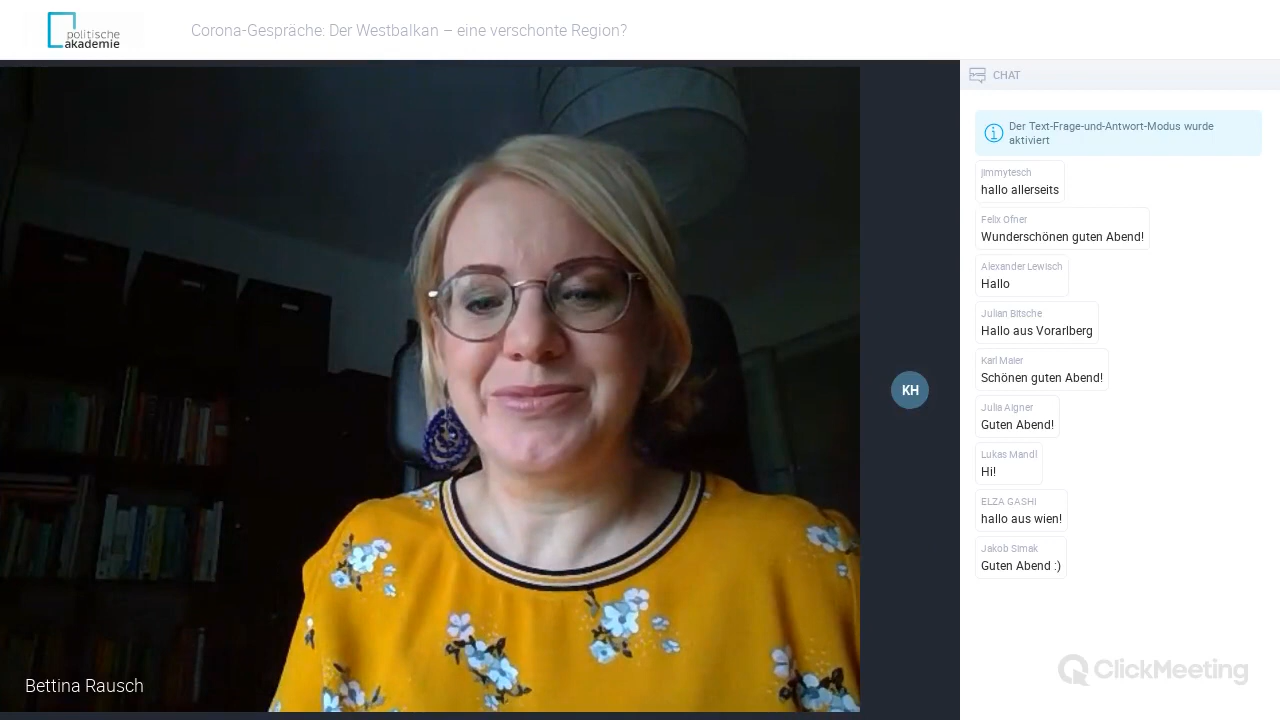 politische
akademie
Corona-Gespräche: Der Westbalkan – eine verschonte Region?
CHAT
Der Text-Frage-und-Antwort-Modus wurde
aktiviert
jimmytesch
hallo allerseits
Felix Ofner
Wunderschönen guten Abend!
Alexander Lewisch
Hallo
Julian Bitsche
Hallo aus Vorarlberg
Karl Maier
Schönen guten Abend!
Julia Aigner
Guten Abend!
Lukas Mandl
Hi!
ELZA GASHI
hallo aus wien!
Jakob Simak
Guten Abend :)
KH
Bettina Rausch
ClickMeeting